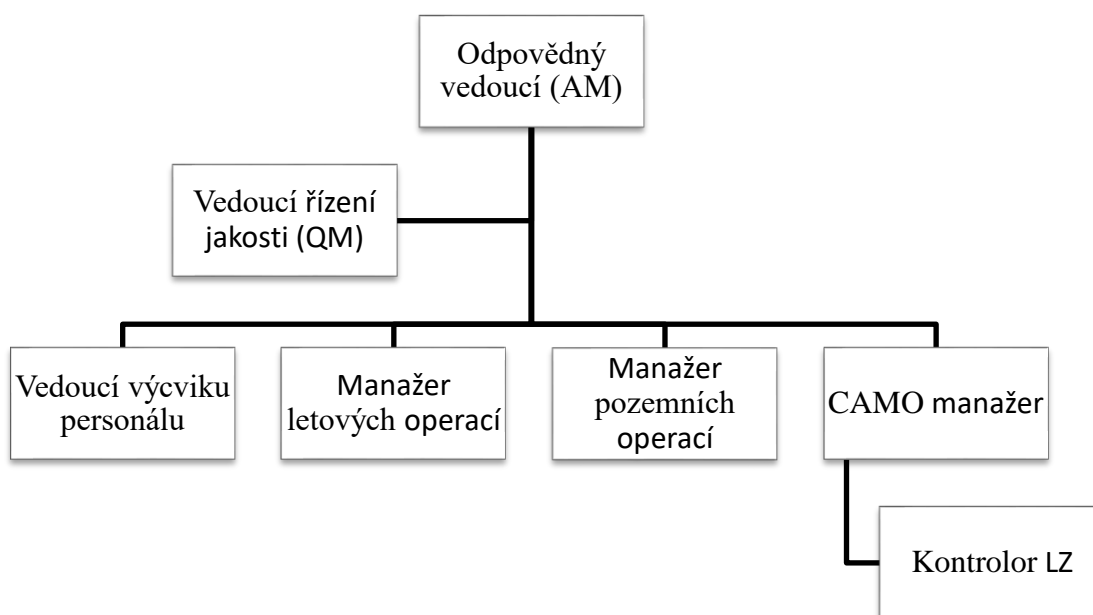 Odpovědný
vedoucí (AM)
Vedoucí řízení
jakosti (QM)
Vedoucí výcviku
personálu
Manažer
letových operací
Manažer
pozemních
operací
CAMO manažer
Kontrolor LZ